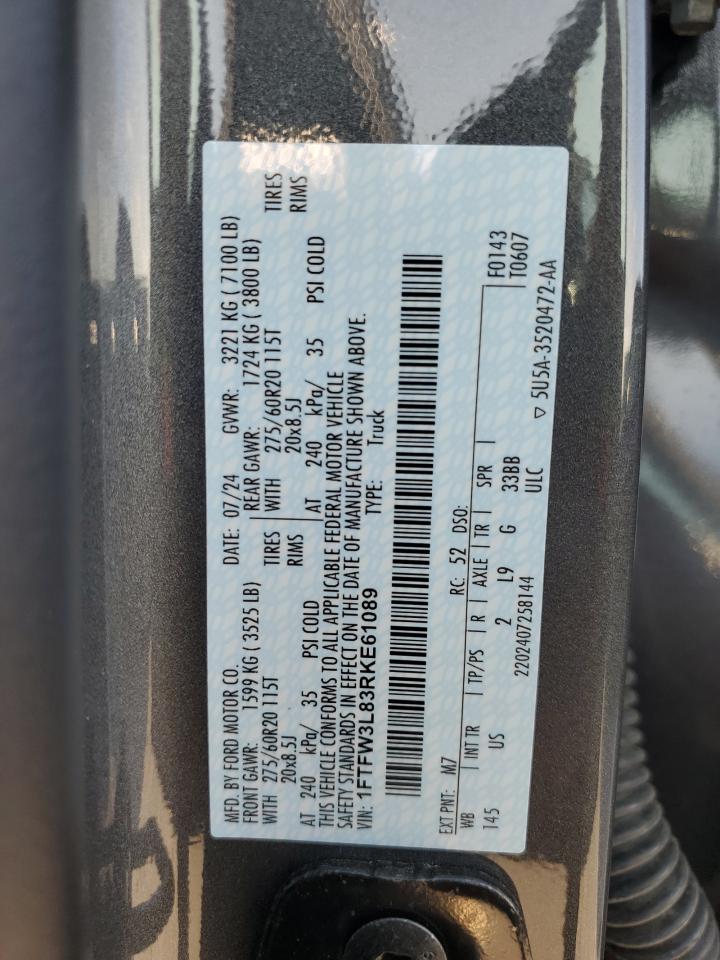 MFD. BY FORD MOTOR CO. DATE: 07/24 GVWR: 3221 KG ( 7100 LB)
FRONT GAWR: 1599 KG ( 3525 LB) REAR GAWR: 1724 KG ( 3800 LB)
WITH 275/60R20 115T TIRES WITH 275/60R20 115T TIRES
20x8.5J RIMS 20x8.5J RIMS
AT 240 kPa/ 35 PSI COLD AT 240 kPa/ 35 PSI COLD
THIS VEHICLE CONFORMS TO ALL APPLICABLE FEDERAL MOTOR VEHICLE
SAFETY STANDARDS IN EFFECT ON THE DATE OF MANUFACTURE SHOWN ABOVE.
VIN: 1FTFW3L83RKE61089 TYPE: Truck
EXT PNT: M7 RC: 52 DSO:
WB INT TR TP/PS R AXLE TR SPR F0143
145 US 2 L9 G 33BB T0607
2202407258144 ULC
▽ 5U5A-3520472-AA